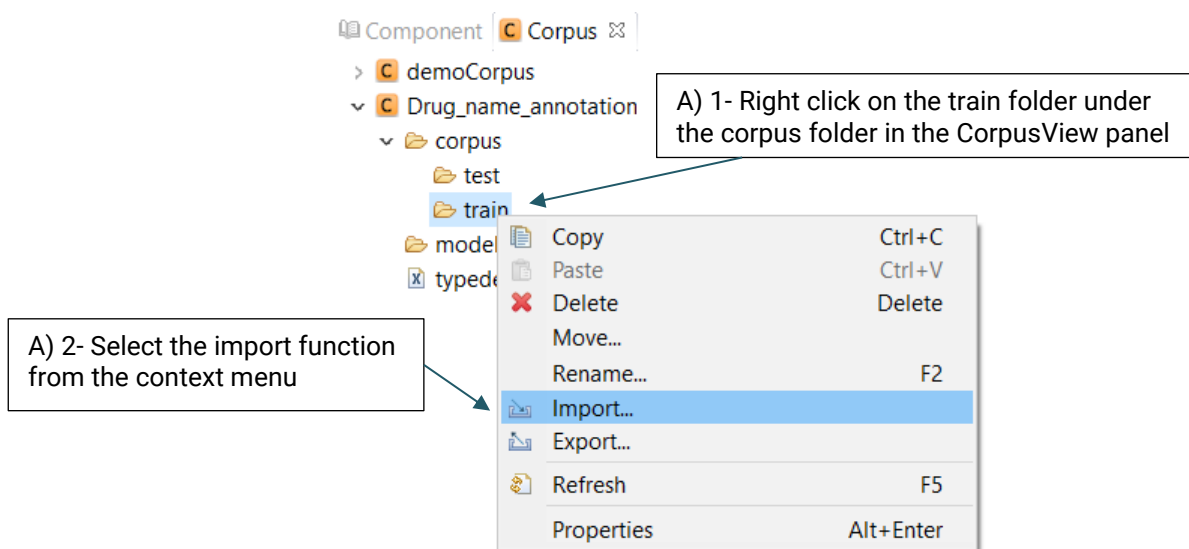 Component C Corpus
C demoCorpus
C Drug_name_annotation
A) 1- Right click on the train folder under
the corpus folder in the CorpusView panel
corpus
test
train
Copy Ctrl+C
Paste Ctrl+V
X
Delete Delete
Move...
A) 2- Select the import function
from the context menu
Rename... F2
Import...
Export...
Refresh F5
Properties Alt+Enter